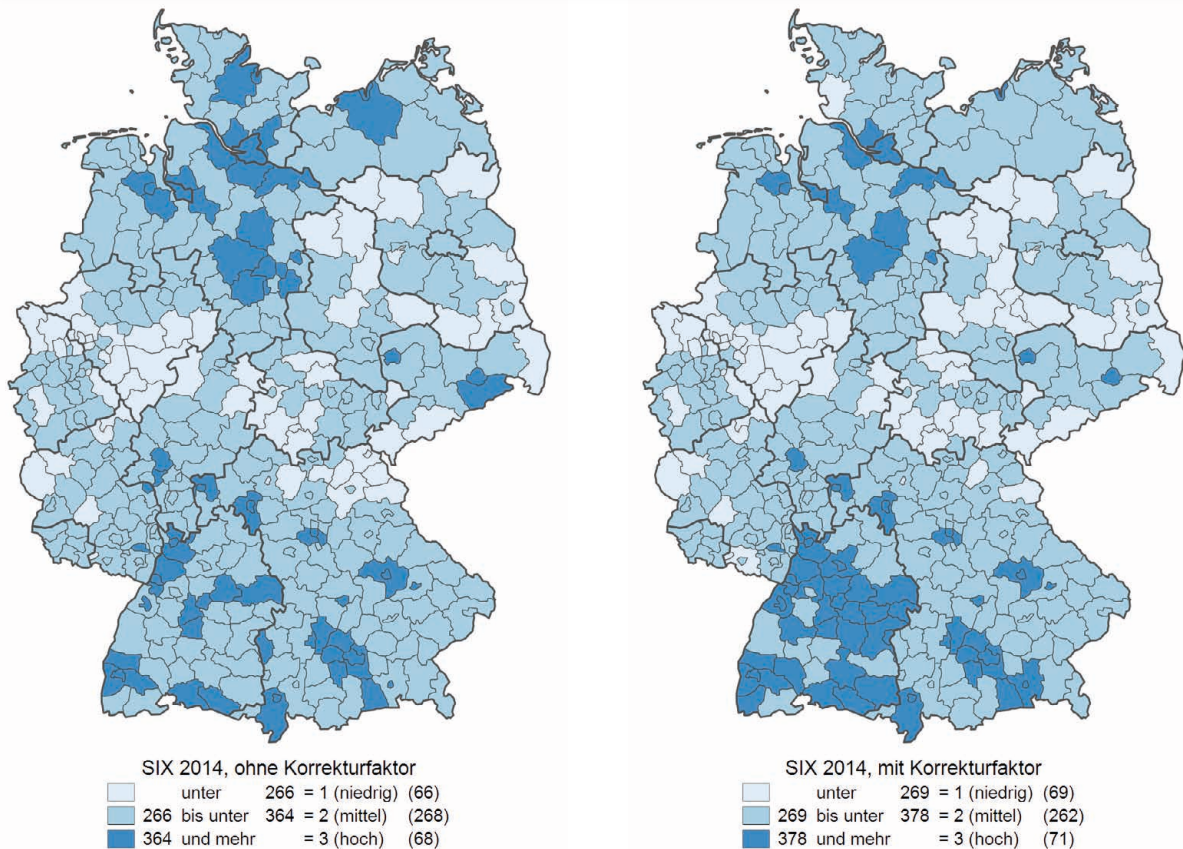 SIX 2014, ohne Korrekturfaktor
unter 266 = 1 (niedrig) (66)
266 bis unter 364 = 2 (mittel) (268)
364 und mehr = 3 (hoch) (68)
SIX 2014, mit Korrekturfaktor
unter 269 = 1 (niedrig) (69)
269 bis unter 378 = 2 (mittel) (262)
378 und mehr = 3 (hoch) (71)